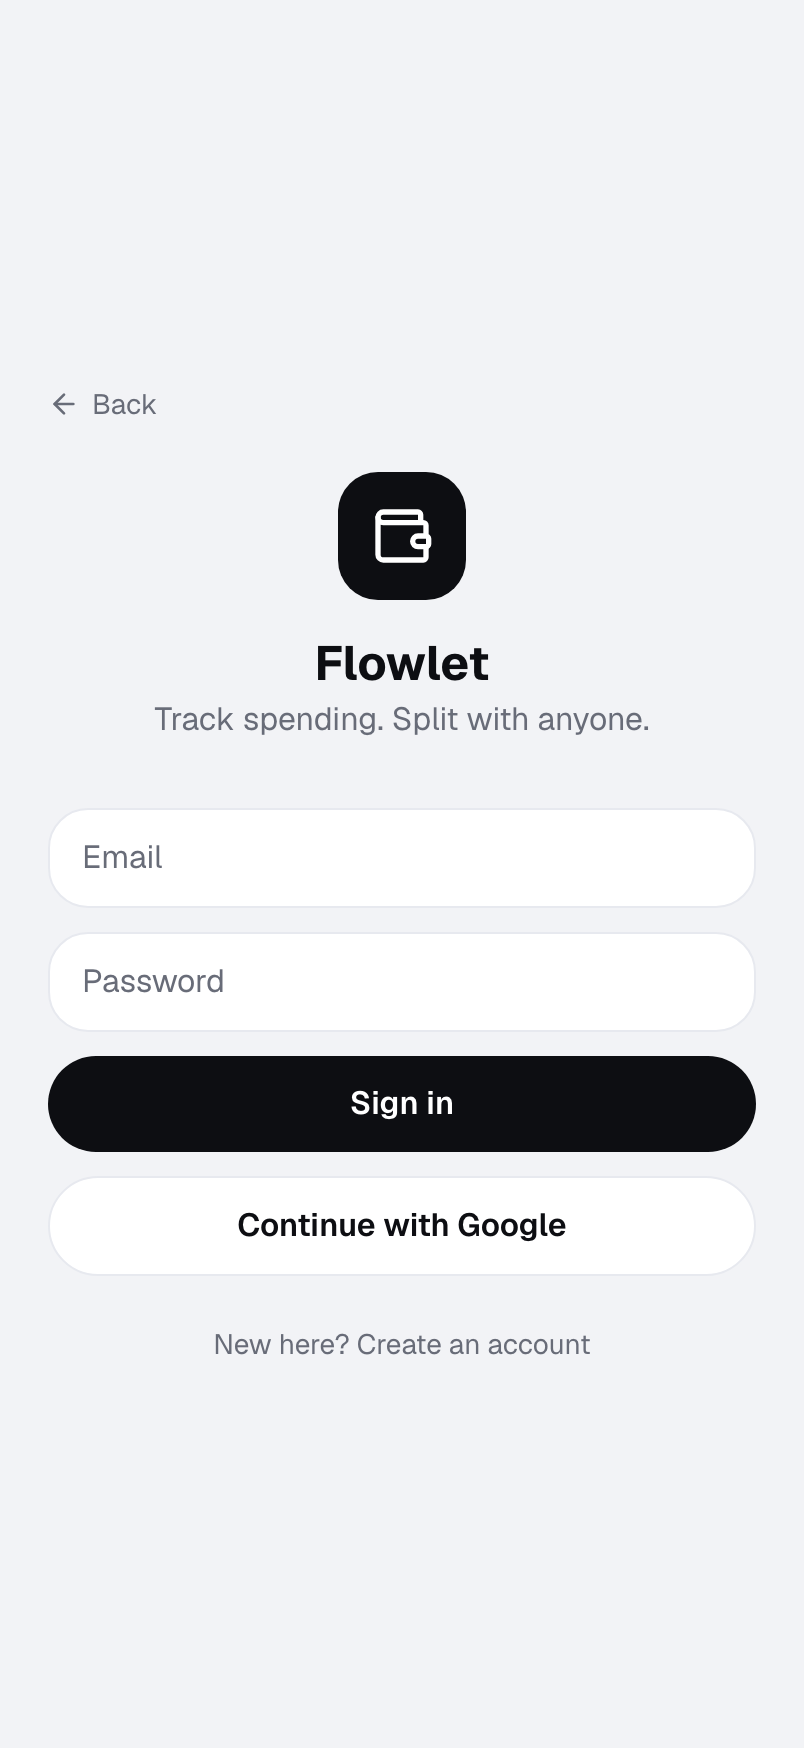 Back
Flowlet
Track spending. Split with anyone.
Email
Password
Sign in
Continue with Google
New here? Create an account